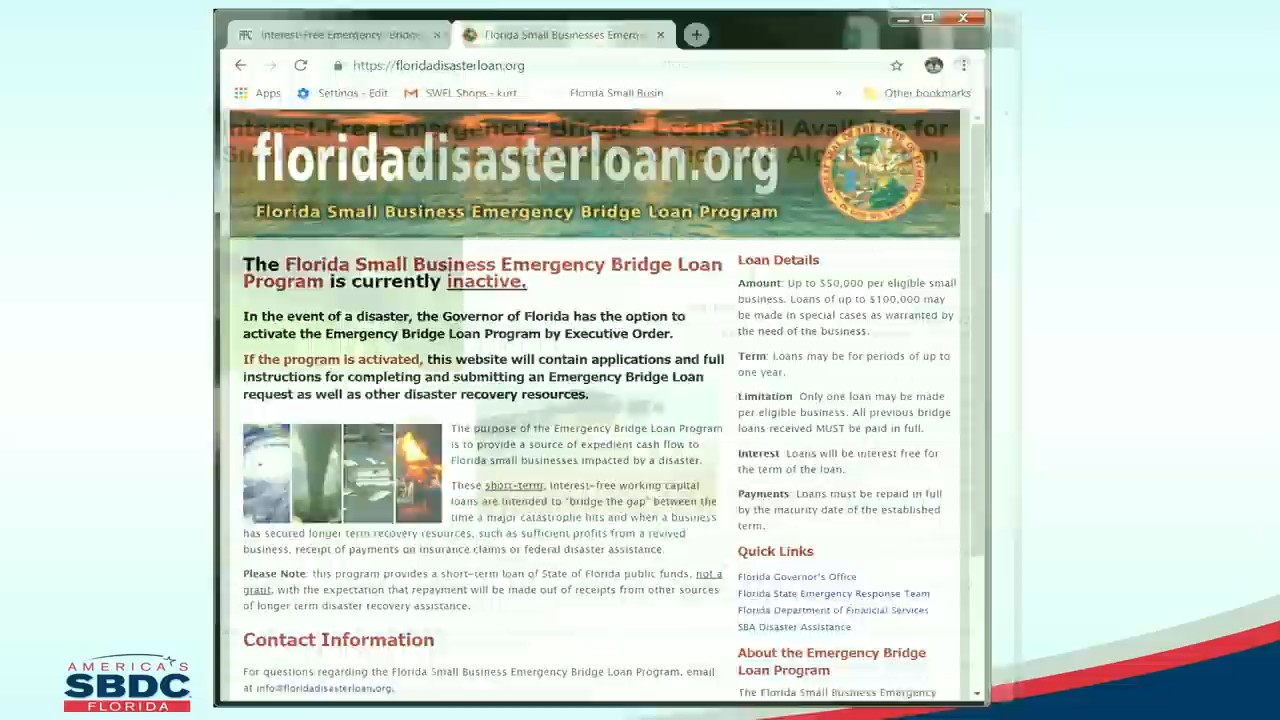 Interest-Free Emergency "Bridge
Florida Small Businesses Emerg
https://floridadisasterloan.org
Apps
Settings - Edit
SWFL Shops - kurt...
Florida Small Busin
»
Other bookmarks
Interest-Free Emergency "Bridge" Loans Still Available for
floridadisasterloan.org
Florida Small Business Emergency Bridge Loan Program
The Florida Small Business Emergency Bridge Loan
Program is currently inactive.
In the event of a disaster, the Governor of Florida has the option to
activate the Emergency Bridge Loan Program by Executive Order.
If the program is activated, this website will contain applications and full
instructions for completing and submitting an Emergency Bridge Loan
request as well as other disaster recovery resources.
The purpose of the Emergency Bridge Loan Program
is to provide a source of expedient cash flow to
Florida small businesses impacted by a disaster.
These short-term, interest-free working capital
loans are intended to "bridge the gap" between the
time a major catastrophe hits and when a business
has secured longer term recovery resources, such as sufficient profits from a revived
business, receipt of payments on insurance claims or federal disaster assistance.
Please Note: this program provides a short-term loan of State of Florida public funds, not a
grant, with the expectation that repayment will be made out of receipts from other sources
of longer term disaster recovery assistance.
Contact Information
For questions regarding the Florida Small Business Emergency Bridge Loan Program, email
at info@floridadisasterloan.org.
Loan Details
Amount: Up to $50,000 per eligible small
business. Loans of up to $100,000 may
be made in special cases as warranted by
the need of the business.
Term: Loans may be for periods of up to
one year.
Limitation: Only one loan may be made
per eligible business. All previous bridge
loans received MUST be paid in full.
Interest: Loans will be interest free for
the term of the loan.
Payments: Loans must be repaid in full
by the maturity date of the established
term.
Quick Links
Florida Governor's Office
Florida State Emergency Response Team
Florida Department of Financial Services
SBA Disaster Assistance
About the Emergency Bridge
Loan Program
The Florida Small Business Emergency
AMERICA'S
SBDC
FLORIDA